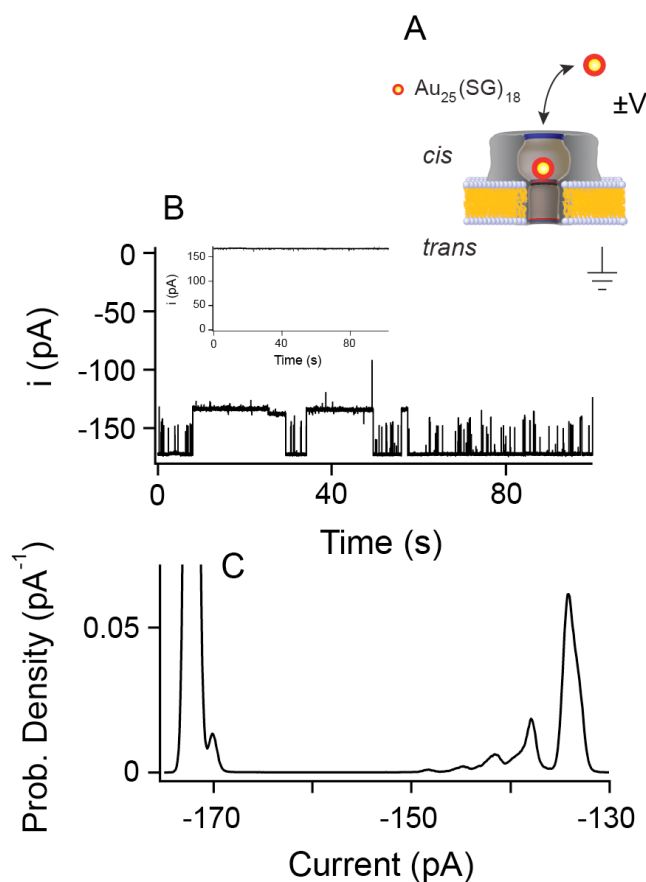 A
Au25(SG)18
±V
cis
trans
B
0
-50
-100
-150
i (pA)
150
100
50
0
i (pA)
0
40
80
Time (s)
0
40
80
Time (s)
C
0.05
0
Prob. Density (pA-1)
-170
-150
-130
Current (pA)